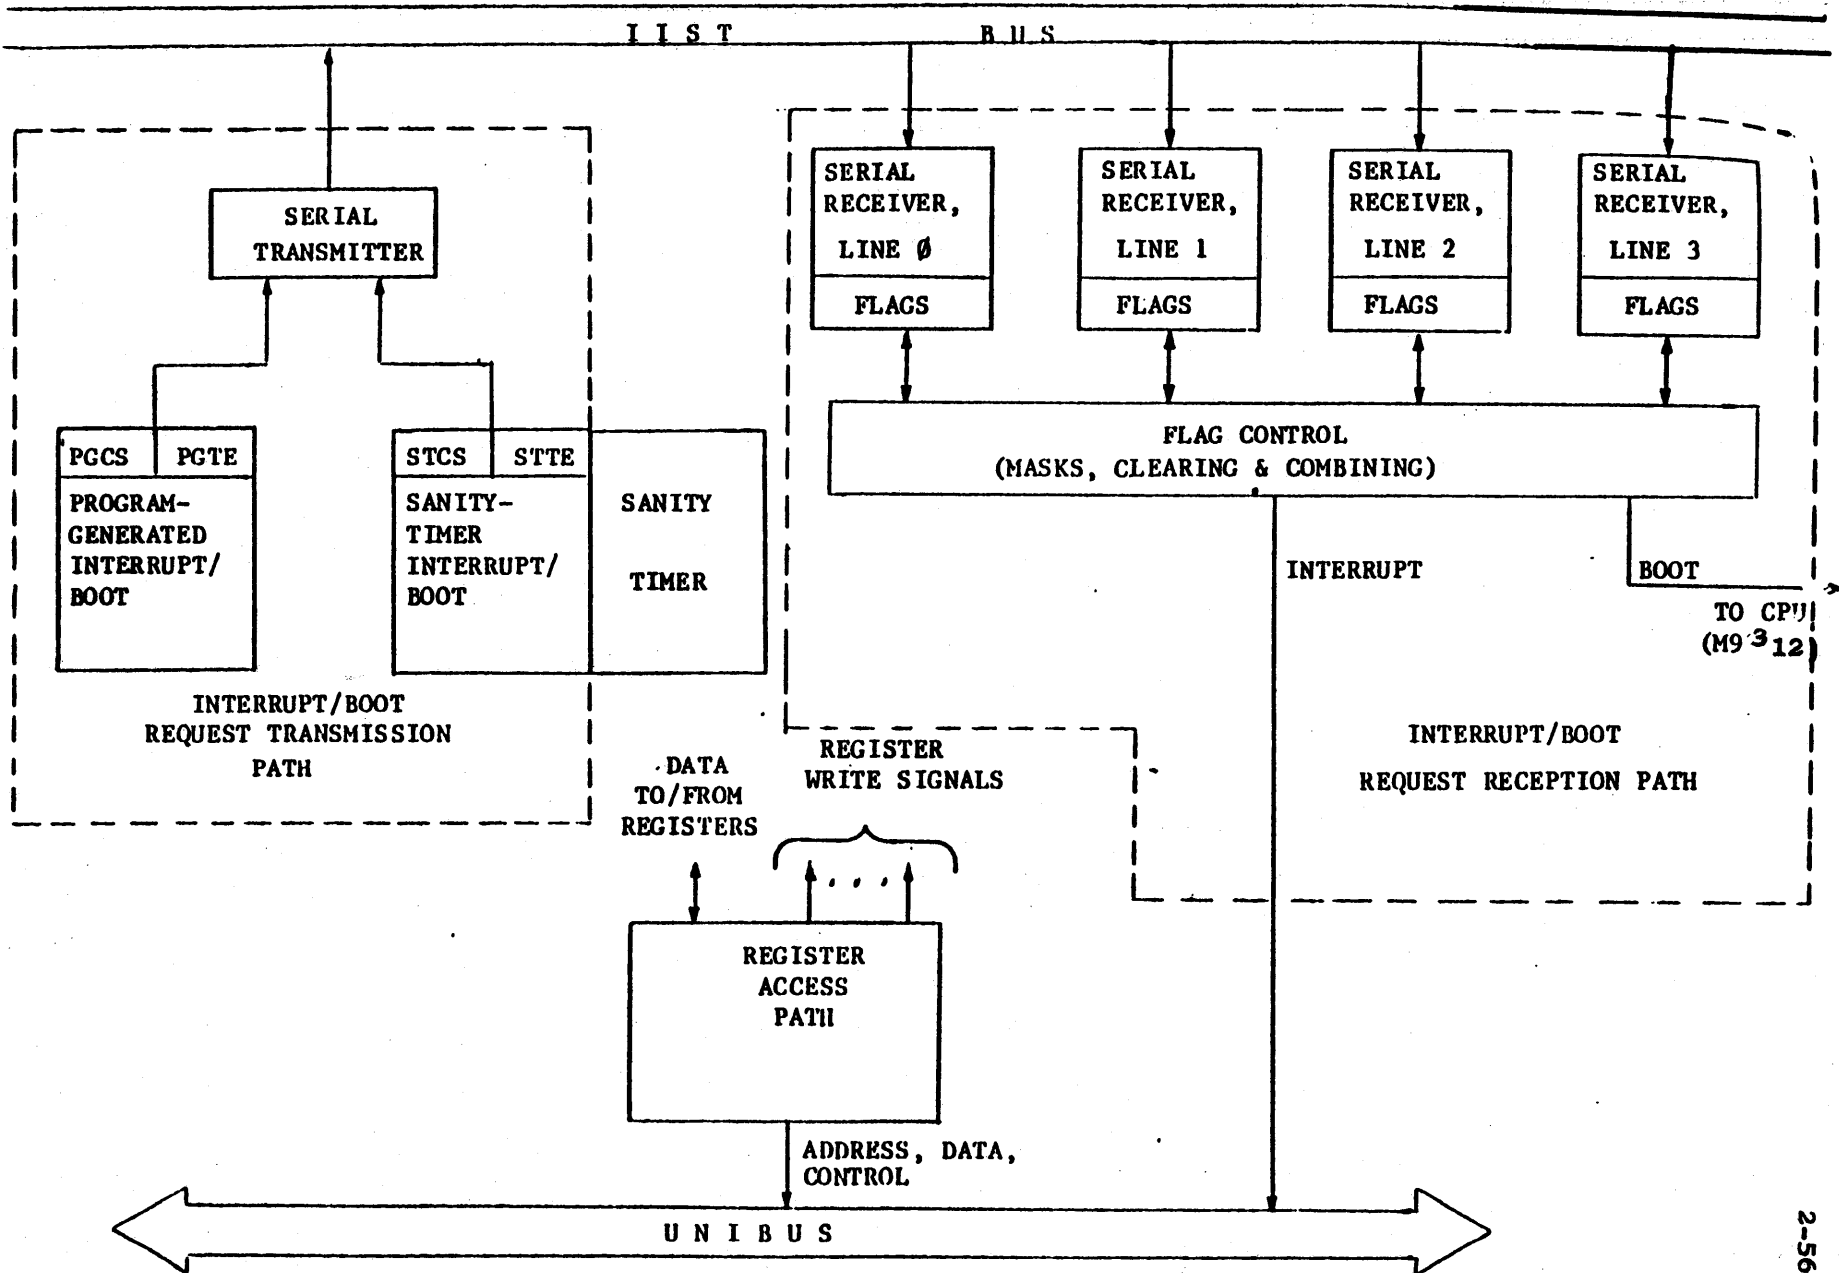 IIST BUS
SERIAL
TRANSMITTER
PGCS PGTE
PROGRAM-
GENERATED
INTERRUPT/
BOOT
STCS STTE
SANITY-
TIMER
INTERRUPT/
BOOT
SANITY
TIMER
INTERRUPT/BOOT
REQUEST TRANSMISSION
PATH
SERIAL
RECEIVER,
LINE Ø
FLAGS
SERIAL
RECEIVER,
LINE 1
FLAGS
SERIAL
RECEIVER,
LINE 2
FLAGS
SERIAL
RECEIVER,
LINE 3
FLAGS
FLAG CONTROL
(MASKS, CLEARING & COMBINING)
INTERRUPT
BOOT
TO CPU
(M9312)
INTERRUPT/BOOT
REQUEST RECEPTION PATH
DATA
TO/FROM
REGISTERS
REGISTER
WRITE SIGNALS
. . .
REGISTER
ACCESS
PATH
ADDRESS, DATA,
CONTROL
UNIBUS
2-56